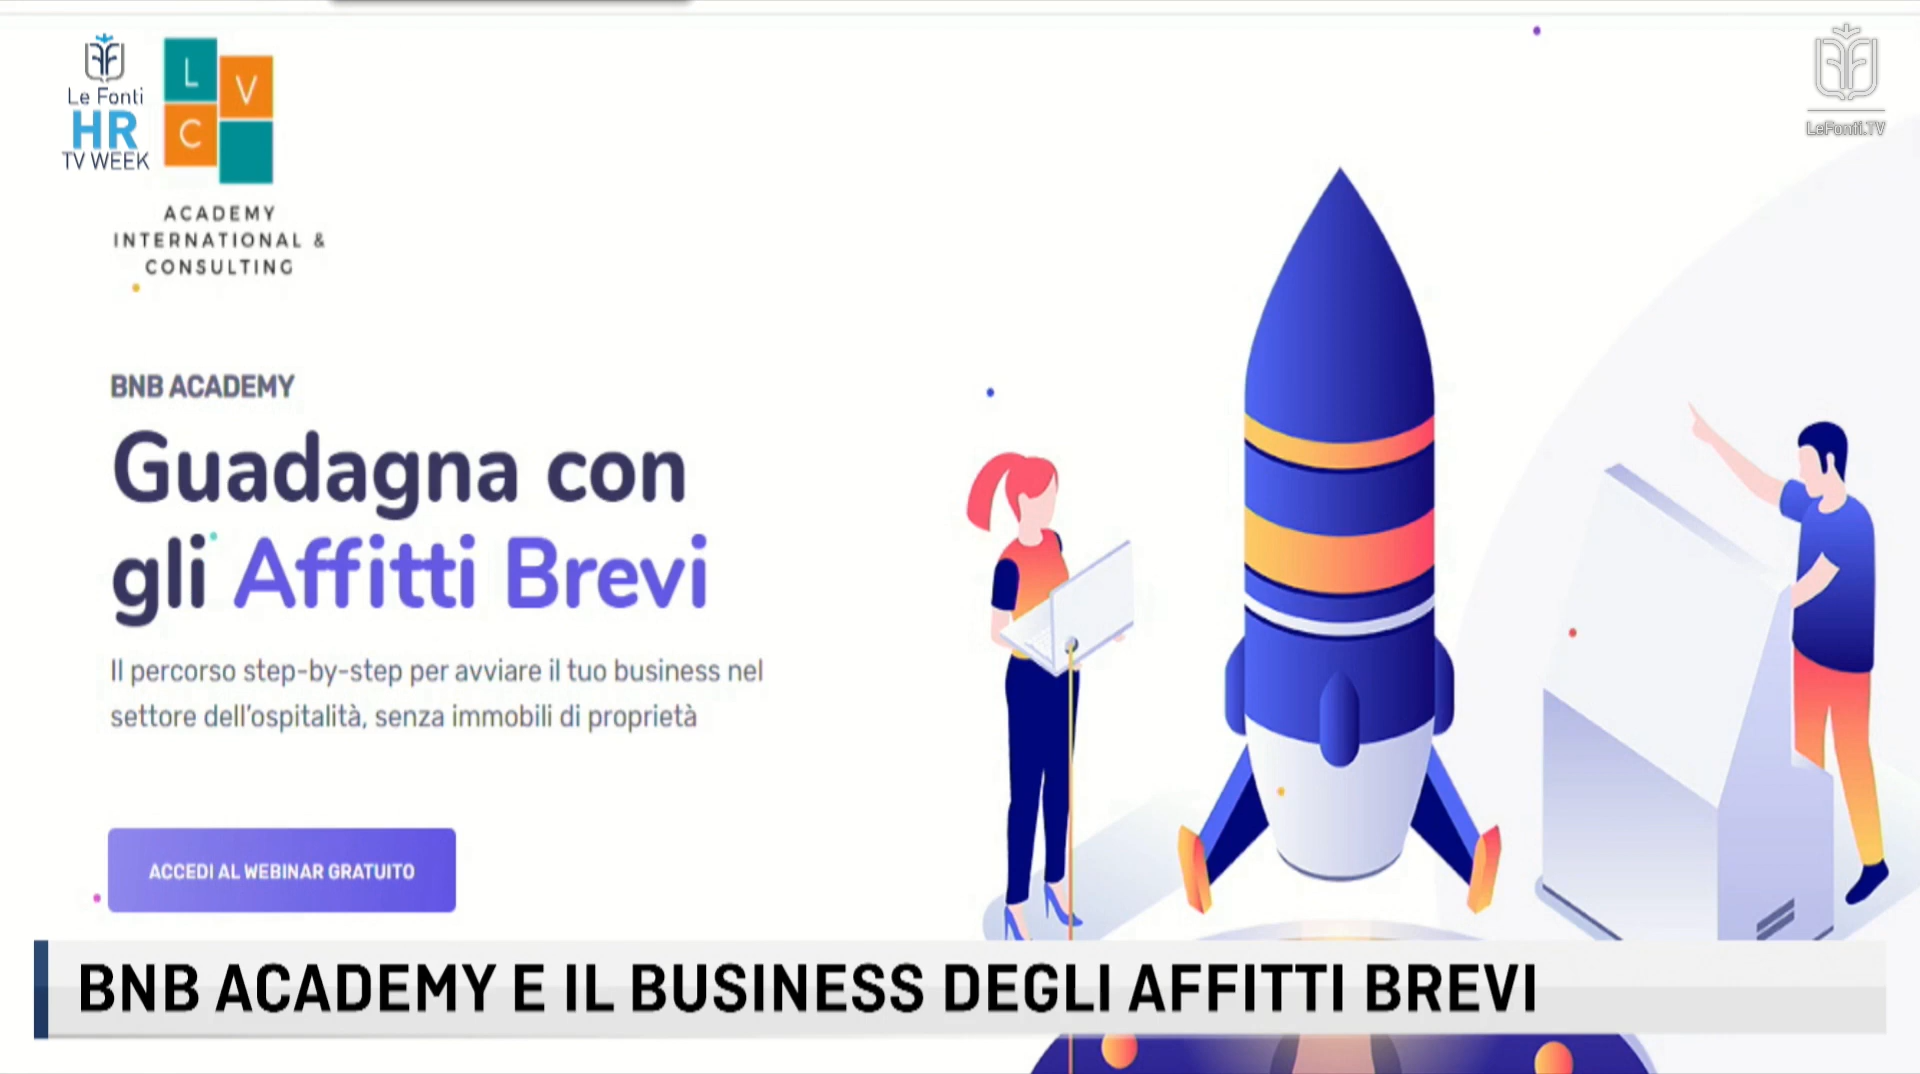 Le Fonti
HR
TV WEEK
L
V
C
ACADEMY
INTERNATIONAL &
CONSULTING
LeFonti.TV
BNB ACADEMY
Guadagna con
gli Affitti Brevi
Il percorso step-by-step per avviare il tuo business nel
settore dell'ospitalità, senza immobili di proprietà
ACCEDI AL WEBINAR GRATUITO
BNB ACADEMY E IL BUSINESS DEGLI AFFITTI BREVI